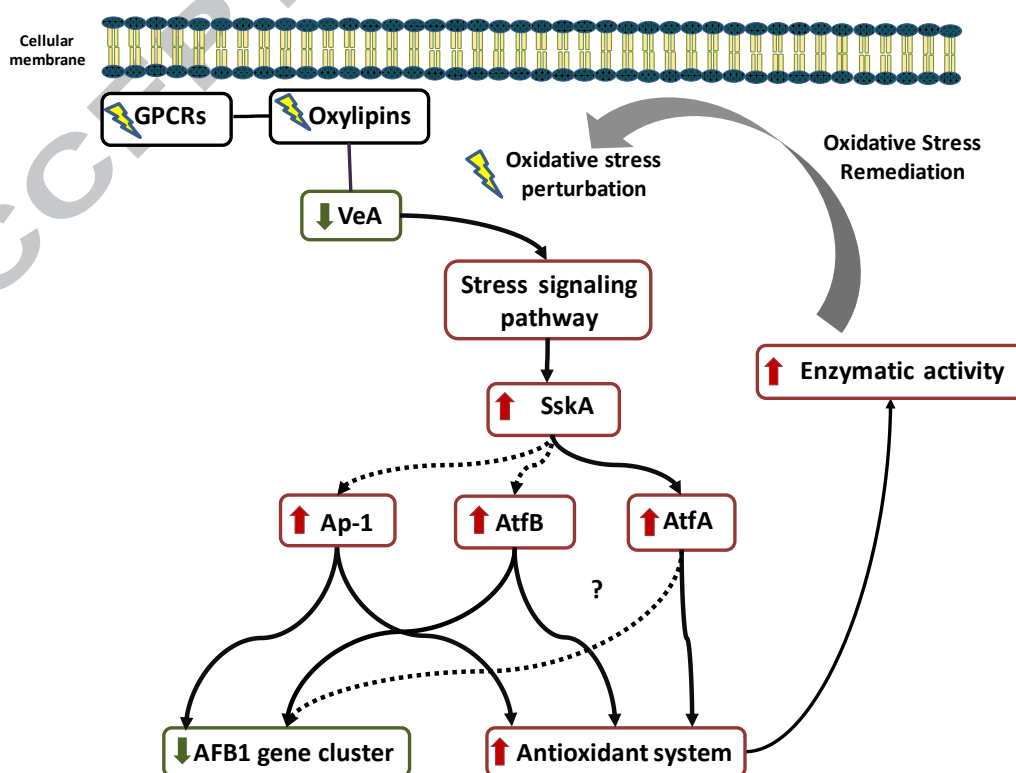 Cellular
membrane
GPCRs
Oxylipins
Oxidative stress
perturbation
Oxidative Stress
Remediation
VeA
Stress signaling
pathway
Enzymatic activity
SskA
Ap-1
AtfB
AtfA
?
AFB1 gene cluster
Antioxidant system
CCEP